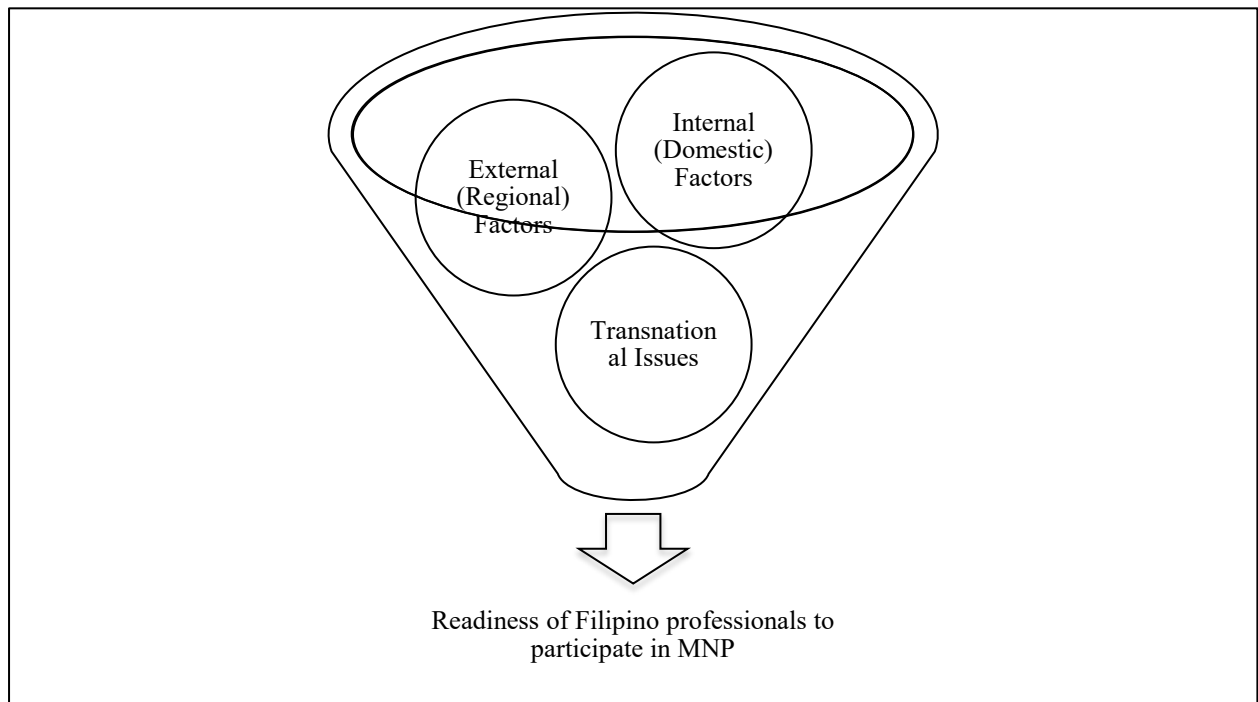 Internal
(Domestic)
Factors
External
(Regional)
Factors
Transnation
al Issues
Readiness of Filipino professionals to
participate in MNP